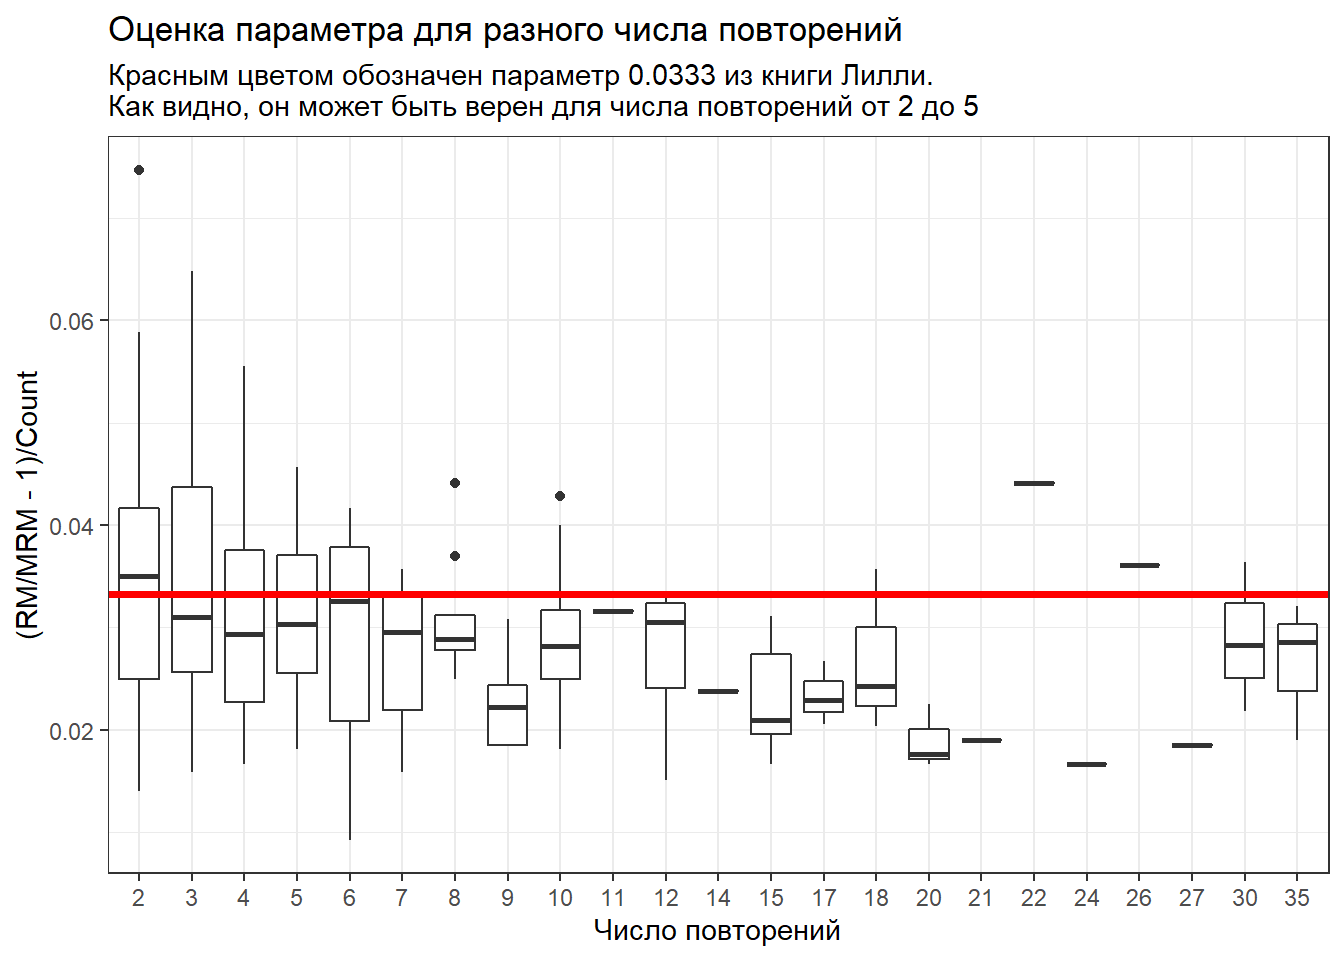 Оценка параметра для разного числа повторений
Красным цветом обозначен параметр 0.0333 из книги Лилли.
Как видно, он может быть верен для числа повторений от 2 до 5
(RM/MRM - 1)/Count
0.06
0.04
0.02
2 3 4 5 6 7 8 9 10 11 12 14 15 17 18 20 21 22 24 26 27 30 35
Число повторений